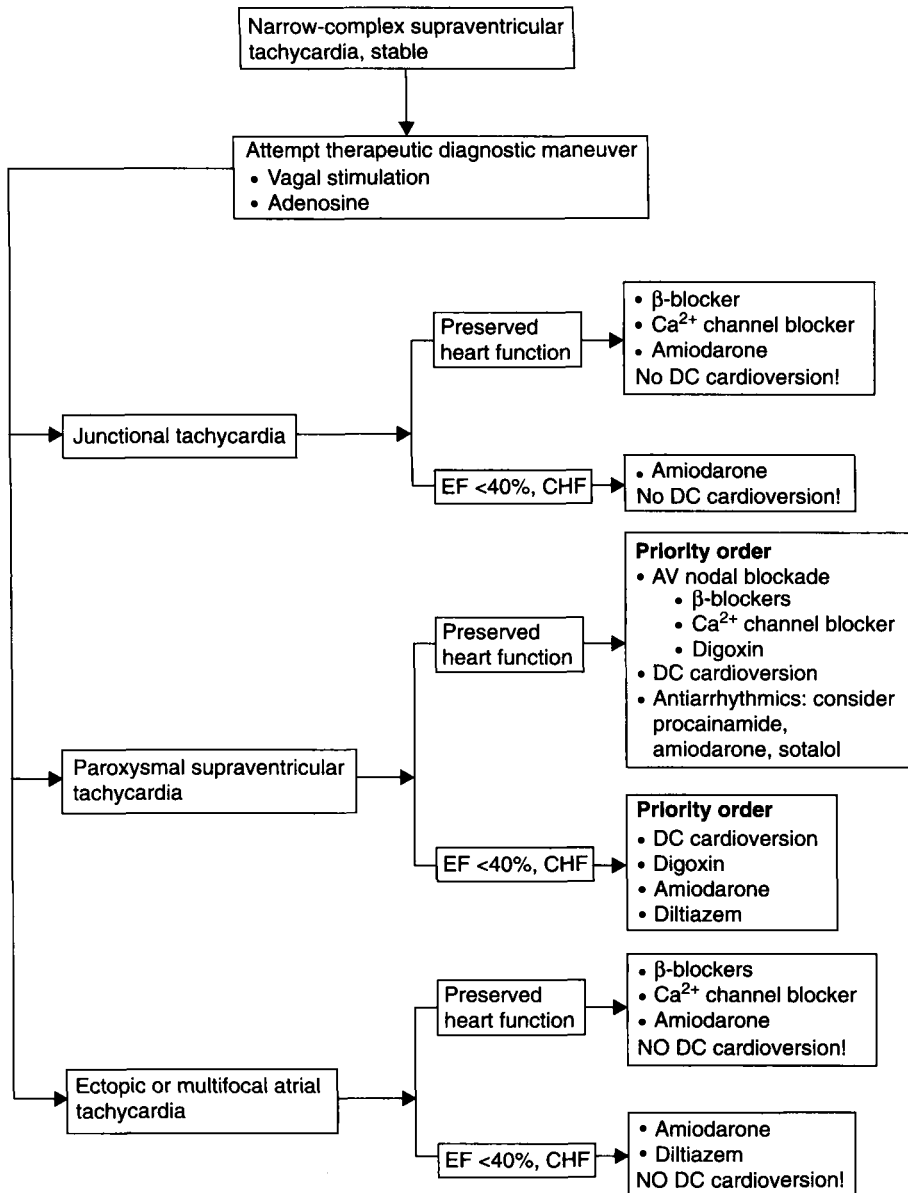 Narrow-complex supraventricular
tachycardia, stable
Attempt therapeutic diagnostic maneuver
• Vagal stimulation
• Adenosine
Junctional tachycardia
Preserved
heart function
• β-blocker
• Ca²⁺ channel blocker
• Amiodarone
No DC cardioversion!
EF <40%, CHF
• Amiodarone
No DC cardioversion!
Paroxysmal supraventricular
tachycardia
Preserved
heart function
Priority order
• AV nodal blockade
• β-blockers
• Ca²⁺ channel blocker
• Digoxin
• DC cardioversion
• Antiarrhythmics: consider
procainamide,
amiodarone, sotalol
EF <40%, CHF
Priority order
• DC cardioversion
• Digoxin
• Amiodarone
• Diltiazem
Ectopic or multifocal atrial
tachycardia
Preserved
heart function
• β-blockers
• Ca²⁺ channel blocker
• Amiodarone
NO DC cardioversion!
EF <40%, CHF
• Amiodarone
• Diltiazem
NO DC cardioversion!